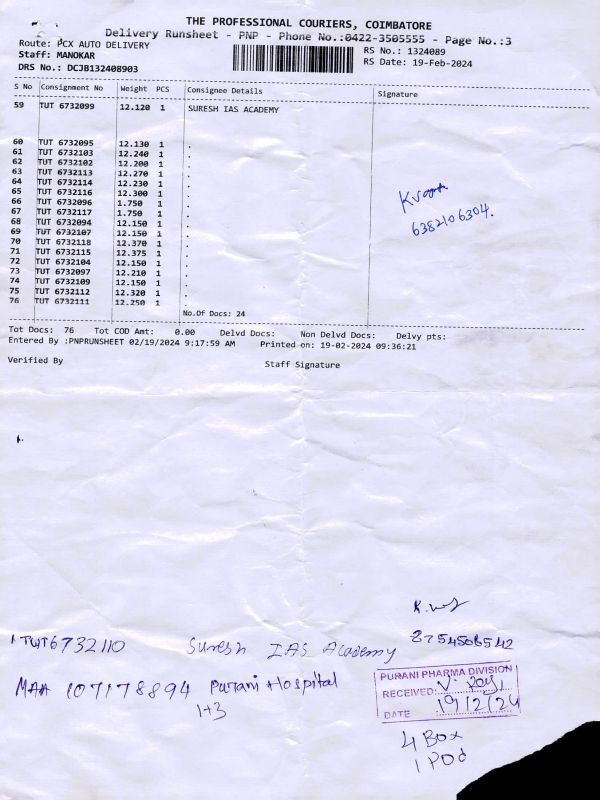 THE PROFESSIONAL COURIERS, COIMBATORE
Delivery Runsheet - PNP - Phone No.:0422-3505555 - Page No.:3
Route: PCX AUTO DELIVERY RS No.: 1324089
Staff: MANOKAR RS Date: 19-Feb-2024
DRS No.: DCJB132408903
S No Consignment No Weight PCS Consignee Details Signature
59 TUT 6732099 12.120 1 SURESH IAS ACADEMY
60 TUT 6732095 12.130 1 .
61 TUT 6732103 12.240 1 .
62 TUT 6732102 12.200 1 .
63 TUT 6732113 12.270 1 .
64 TUT 6732114 12.230 1 .
65 TUT 6732116 12.300 1 .
66 TUT 6732096 1.750 1 .
67 TUT 6732117 1.750 1 .
68 TUT 6732094 12.150 1 .
69 TUT 6732107 12.150 1 .
70 TUT 6732118 12.370 1 .
71 TUT 6732115 12.375 1 .
72 TUT 6732104 12.150 1 .
73 TUT 6732097 12.210 1 .
74 TUT 6732109 12.150 1 .
75 TUT 6732112 12.320 1 .
76 TUT 6732111 12.250 1 .
6382106304.
No.Of Docs: 24
Tot Docs: 76 Tot COD Amt: 0.00 Delvd Docs: Non Delvd Docs: Delvy pts:
Entered By :PNPRUNSHEET 02/19/2024 9:17:59 AM Printed on: 19-02-2024 09:36:21
Verified By Staff Signature
1 TUT6732110 Suresh IAS Academy
8754508542
MAA 107178894 Purani Hospital
1+3
PURANI PHARMA DIVISION
RECEIVED:
DATE 19/2/24
4 Box
1 POd